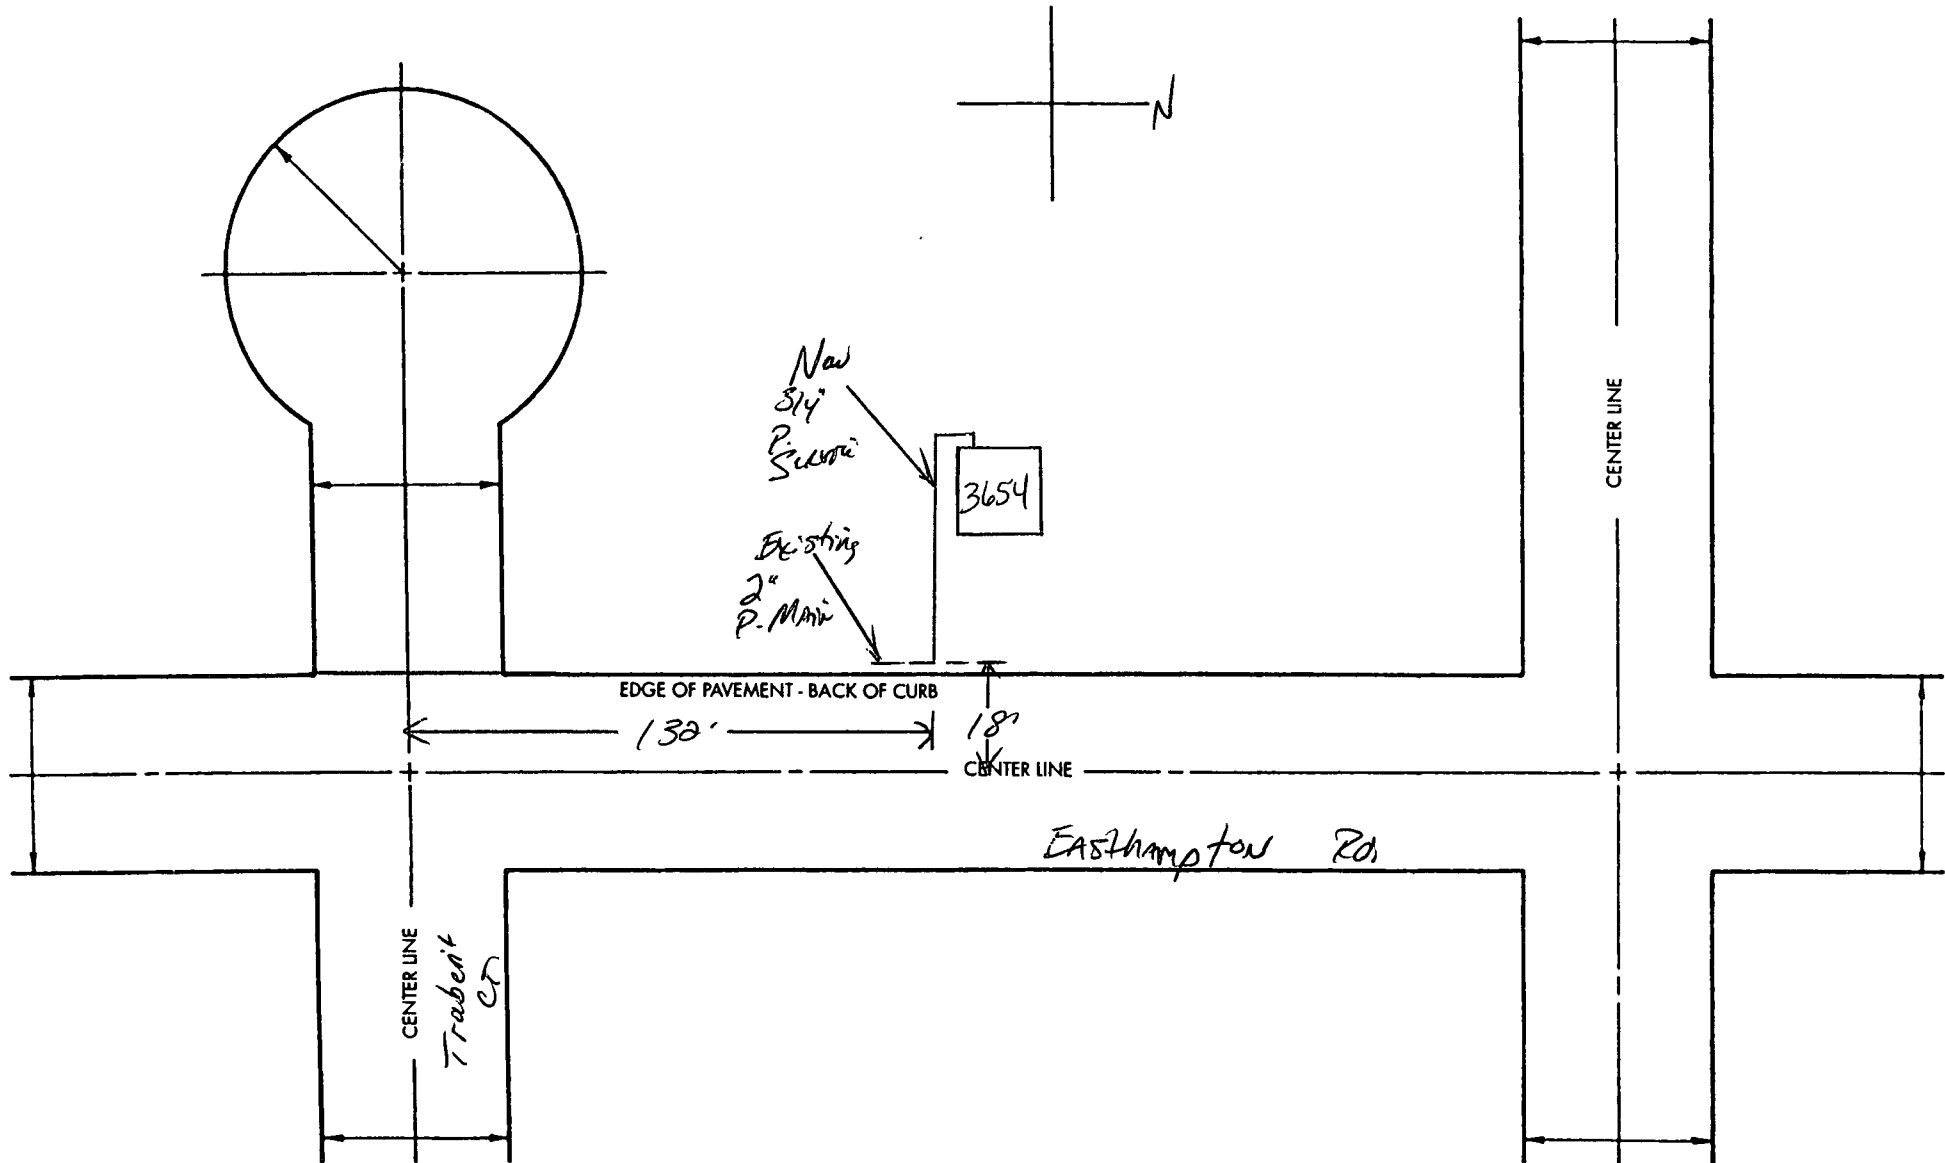 N
New
3/4"
P.
Service
3654
Existing
2"
P. Main
EDGE OF PAVEMENT - BACK OF CURB
132'
18'
CENTER LINE
CENTER LINE
Easthampton Rd
CENTER LINE
Trabert
CT